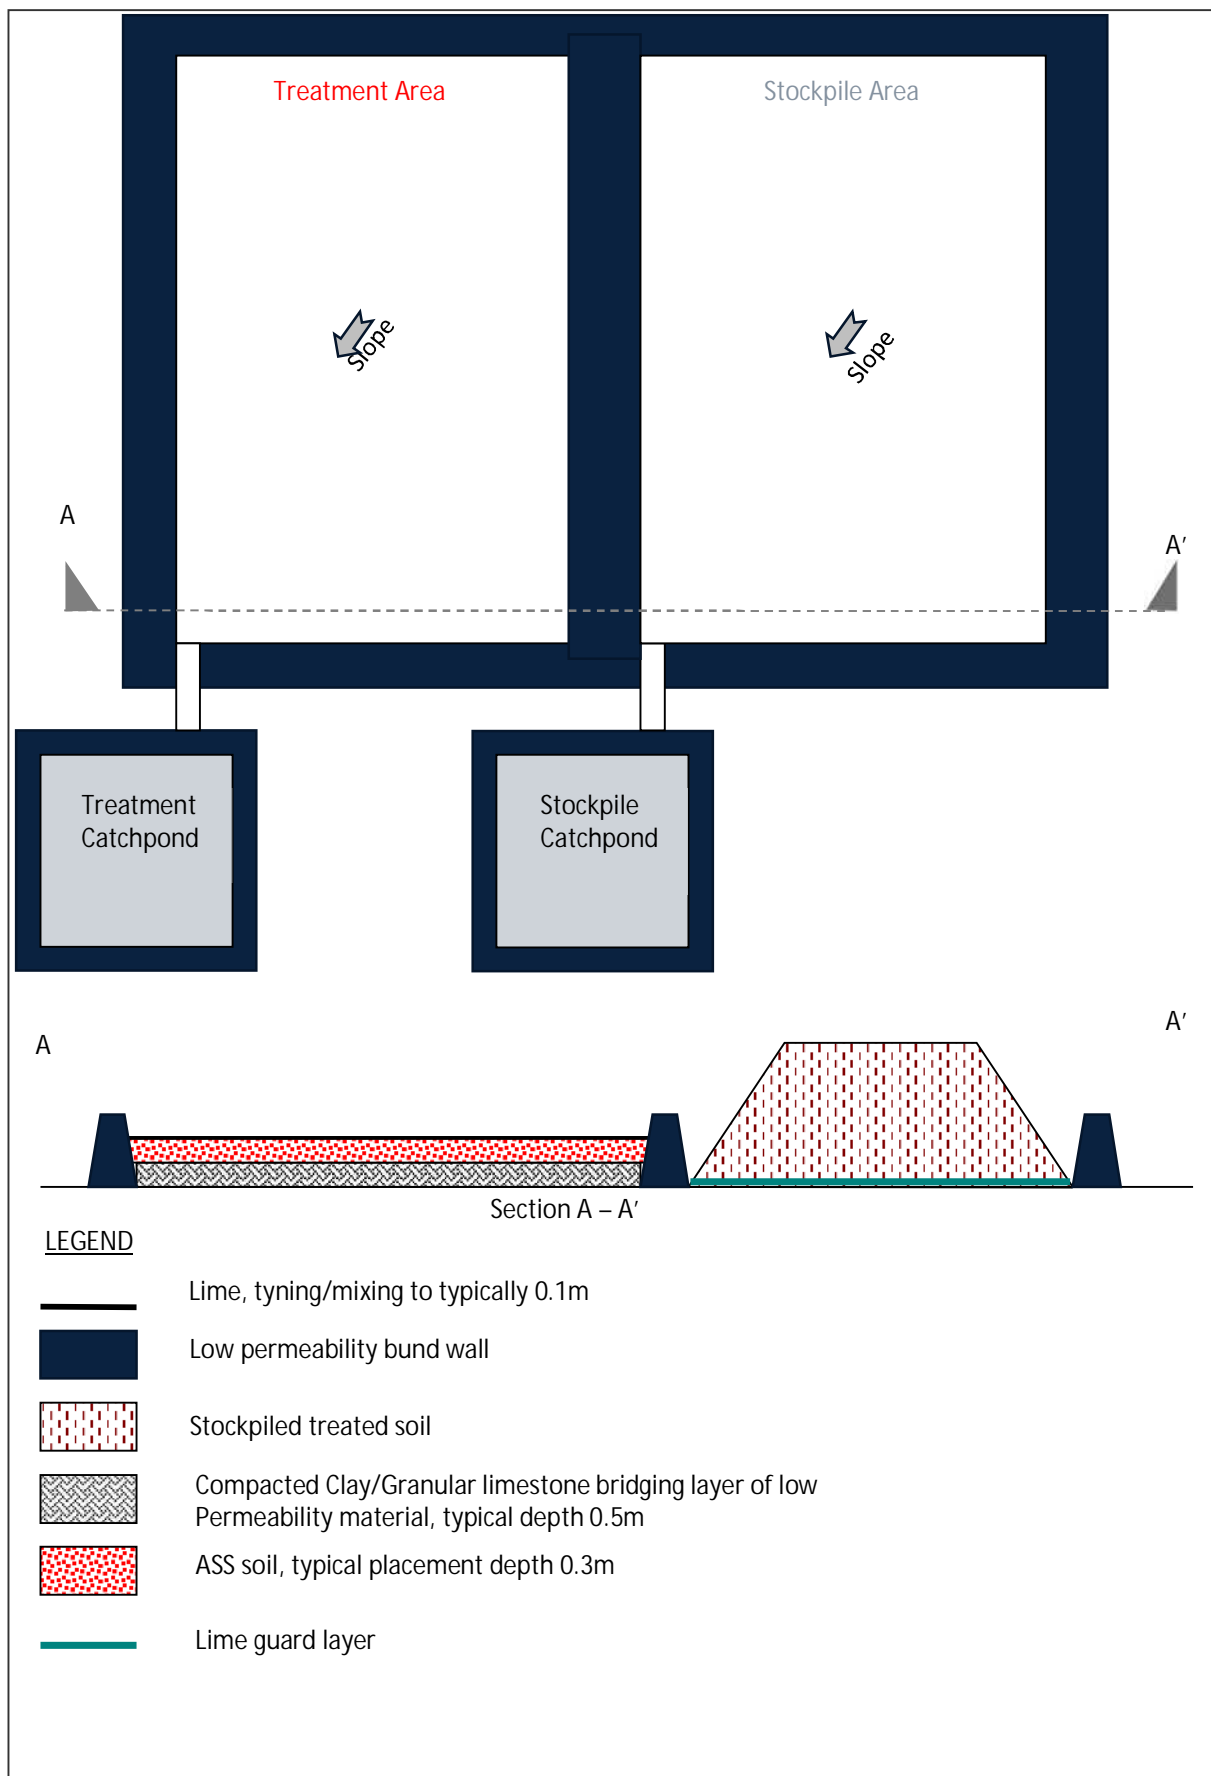 Treatment Area
Stockpile Area
Slope
Slope
A
A'
Treatment
Catchpond
Stockpile
Catchpond
A
A'
Section A – A'
LEGEND
Lime, tyning/mixing to typically 0.1m
Low permeability bund wall
Stockpiled treated soil
Compacted Clay/Granular limestone bridging layer of low
Permeability material, typical depth 0.5m
ASS soil, typical placement depth 0.3m
Lime guard layer